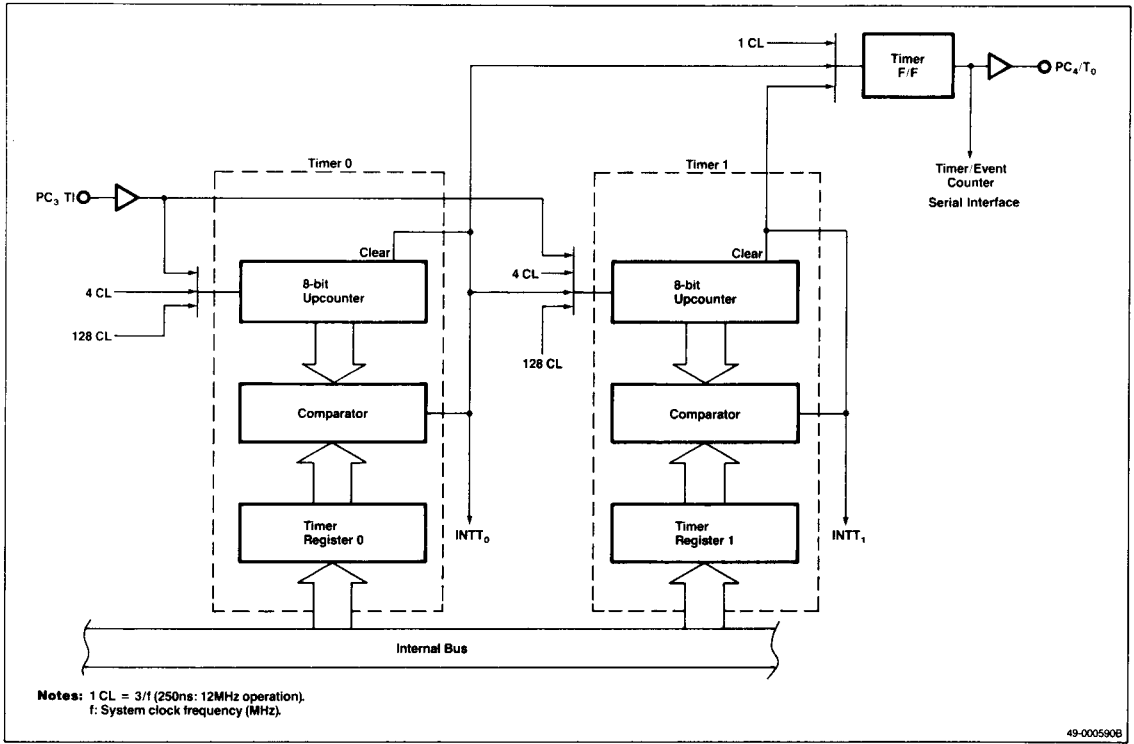 1 CL
Timer
F/F
PC₄/T₀
Timer/Event
Counter
Serial Interface
Timer 0
Timer 1
PC₃ TI
Clear
Clear
4 CL
128 CL
8-bit
Upcounter
4 CL
128 CL
8-bit
Upcounter
Comparator
Comparator
Timer
Register 0
INTT₀
Timer
Register 1
INTT₁
Internal Bus
Notes: 1 CL = 3/f (250ns: 12MHz operation).
f: System clock frequency (MHz).
49-000590B